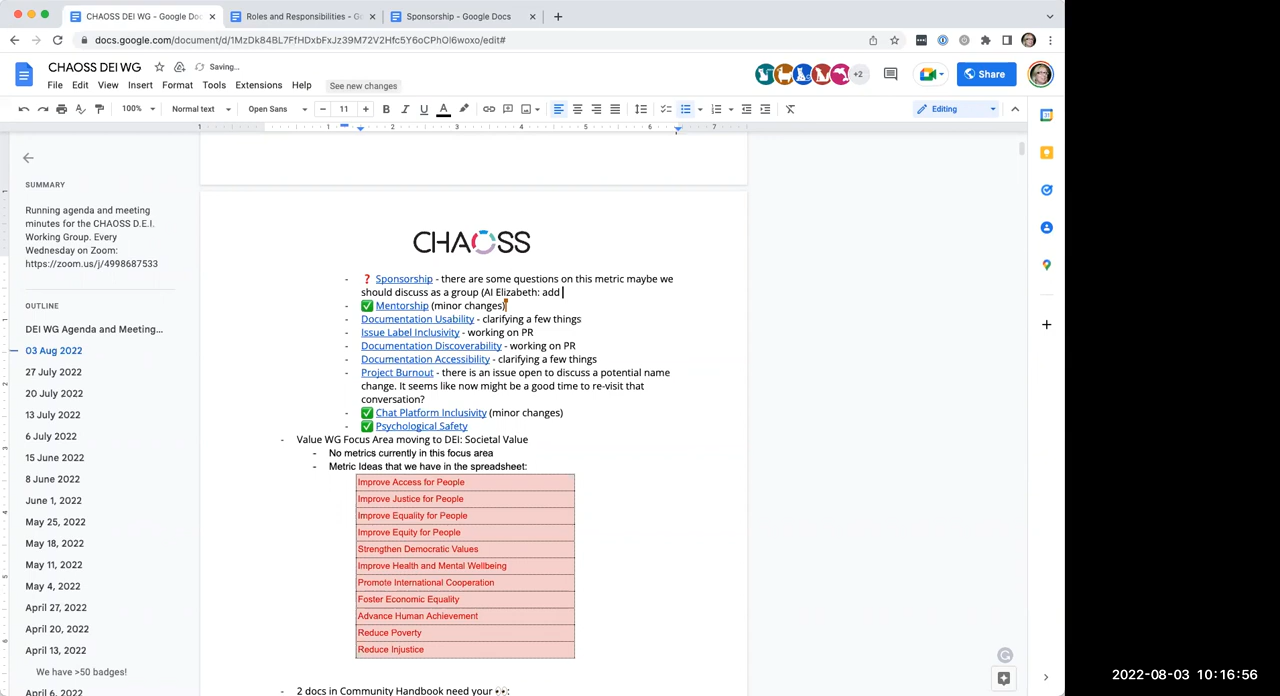 CHAOSS DEI WG - Google Doc
Roles and Responsibilities - G
Sponsorship - Google Docs
docs.google.com/document/d/1MzDk84BL7FfHDxbFxJz39M72V2Hfc5Y6oCPhOl6woxo/edit#
CHAOSS DEI WG
Saving...
File Edit View Insert Format Tools Extensions Help
See new changes
+2
Share
100%
Normal text
Open Sans
11
B I U A
Editing
1 1 2 3 4 5 6 7
SUMMARY
Running agenda and meeting
minutes for the CHAOSS D.E.I.
Working Group. Every
Wednesday on Zoom:
https://zoom.us/j/4998687533
OUTLINE
DEI WG Agenda and Meeting...
03 Aug 2022
27 July 2022
20 July 2022
13 July 2022
6 July 2022
15 June 2022
8 June 2022
June 1, 2022
May 25, 2022
May 18, 2022
May 11, 2022
May 4, 2022
April 27, 2022
April 20, 2022
April 13, 2022
We have >50 badges!
April 6, 2022
CHAOSS
- ❓ Sponsorship - there are some questions on this metric maybe we
should discuss as a group (AI Elizabeth: add
- ✅ Mentorship (minor changes)
- Documentation Usability - clarifying a few things
- Issue Label Inclusivity - working on PR
- Documentation Discoverability - working on PR
- Documentation Accessibility - clarifying a few things
- Project Burnout - there is an issue open to discuss a potential name
change. It seems like now might be a good time to re-visit that
conversation?
- ✅ Chat Platform Inclusivity (minor changes)
- ✅ Psychological Safety
- Value WG Focus Area moving to DEI: Societal Value
- No metrics currently in this focus area
- Metric Ideas that we have in the spreadsheet:
Improve Access for People
Improve Justice for People
Improve Equality for People
Improve Equity for People
Strengthen Democratic Values
Improve Health and Mental Wellbeing
Promote International Cooperation
Foster Economic Equality
Advance Human Achievement
Reduce Poverty
Reduce Injustice
- 2 docs in Community Handbook need your 👀:
2022-08-03 10:16:56